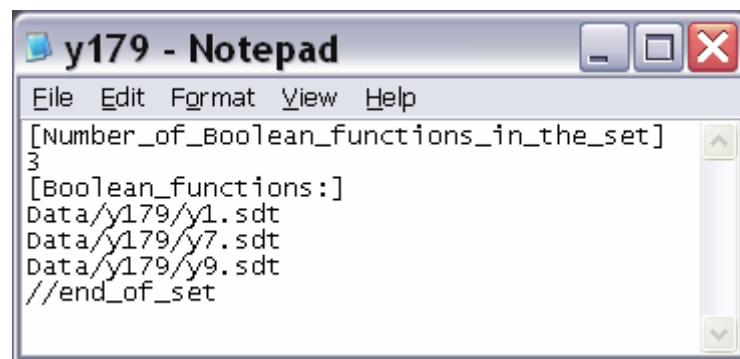 y179 - Notepad
File Edit Format View Help
[Number_of_Boolean_functions_in_the_set]
3
[Boolean_functions:]
Data/y179/y1.sdt
Data/y179/y7.sdt
Data/y179/y9.sdt
//end_of_set